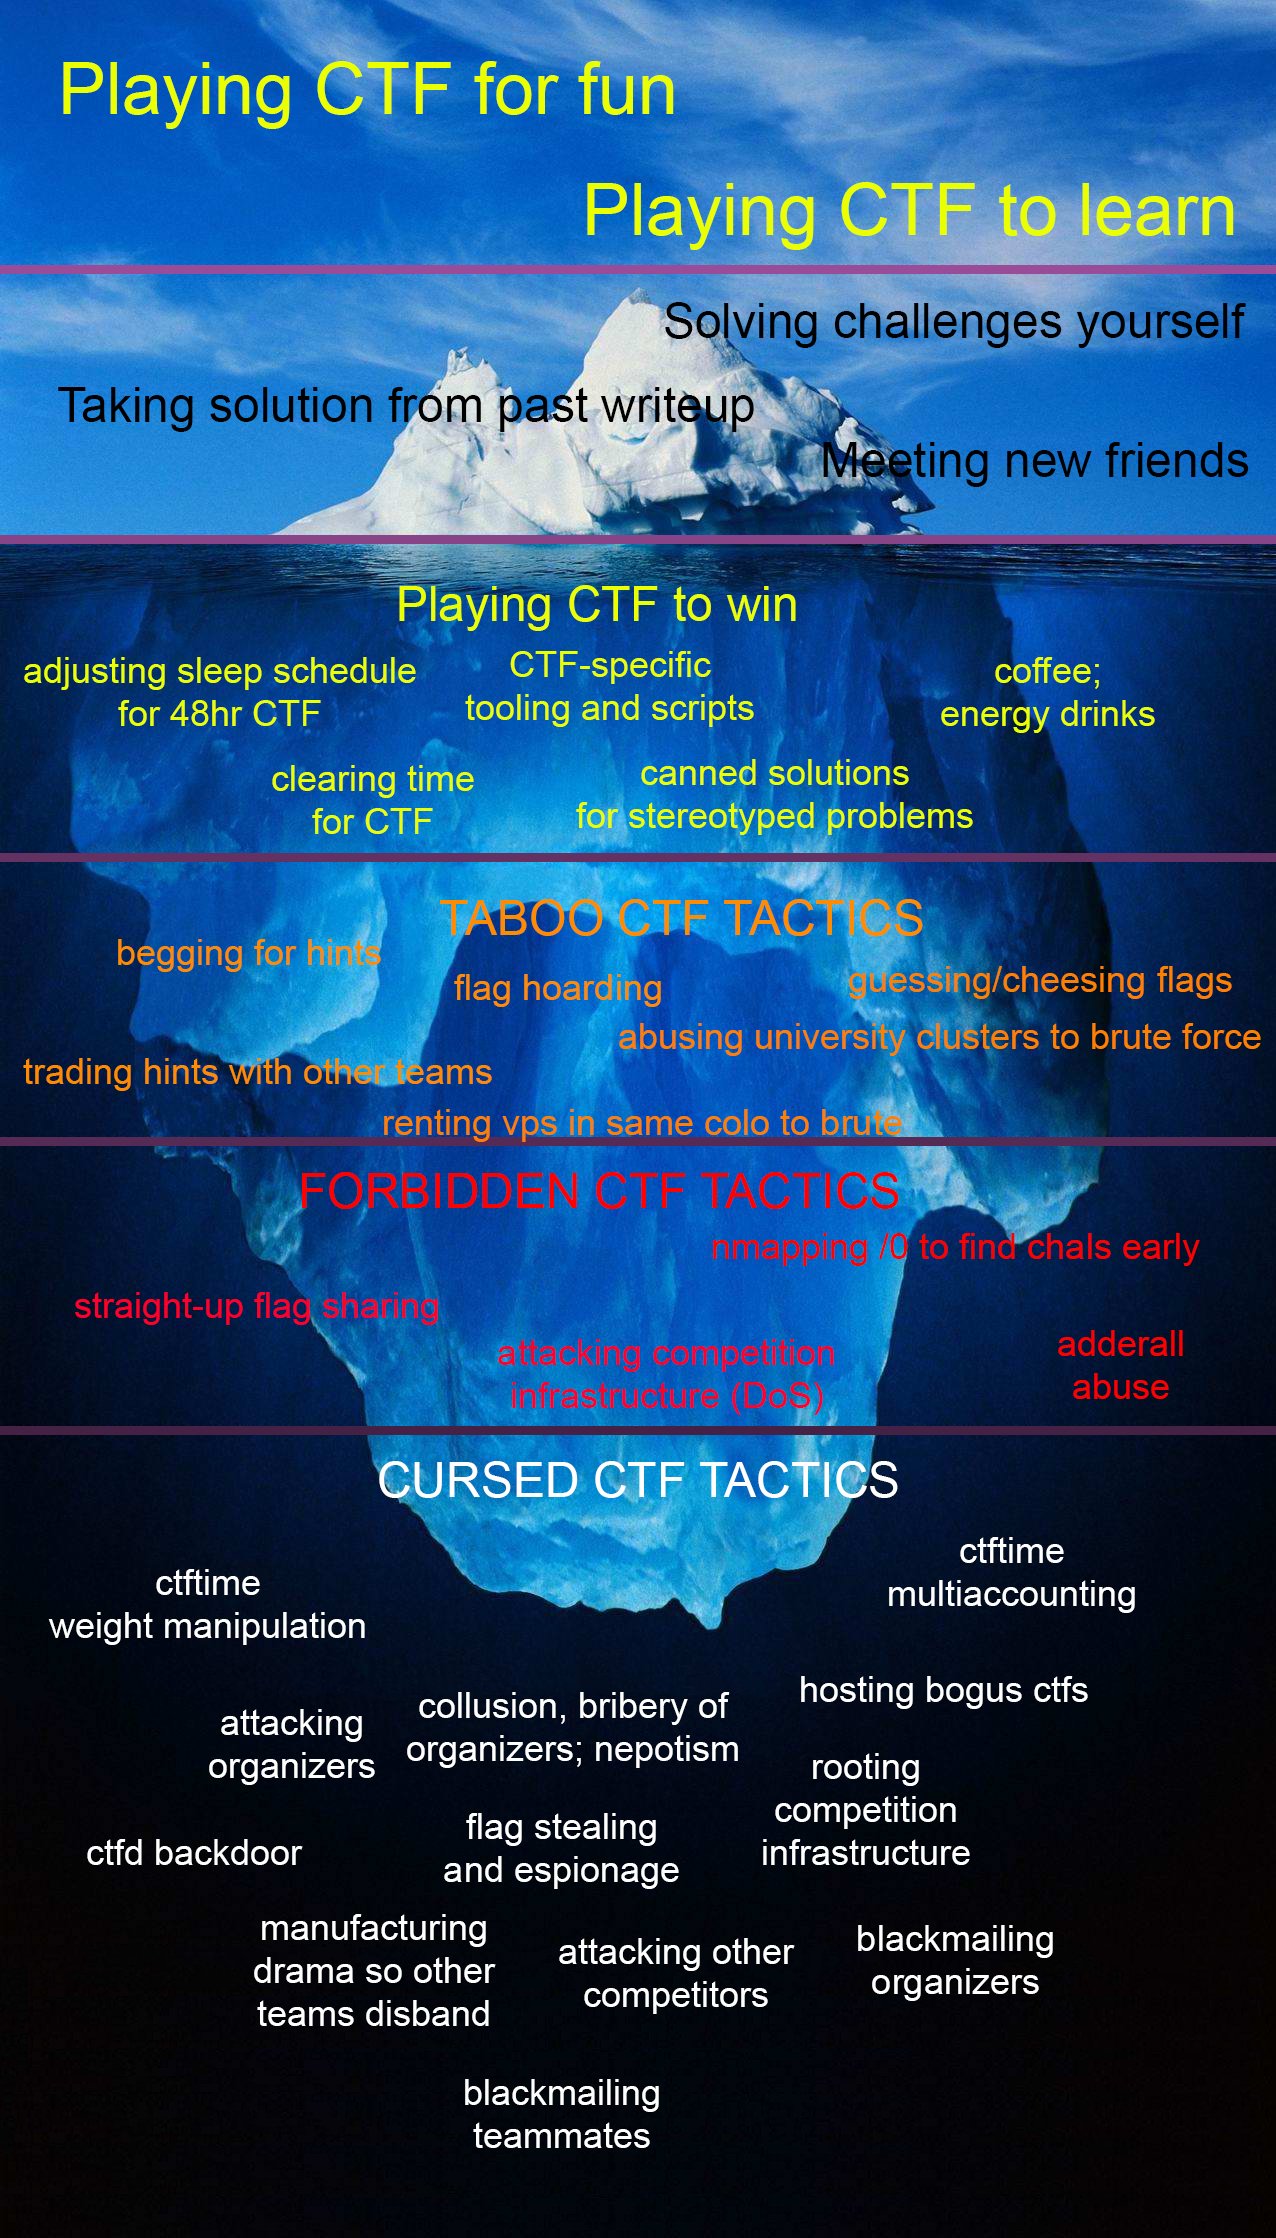 Playing CTF for fun
Playing CTF to learn
Solving challenges yourself
Taking solution from past writeup
Meeting new friends
Playing CTF to win
adjusting sleep schedule
for 48hr CTF
CTF-specific
tooling and scripts
coffee;
energy drinks
clearing time
for CTF
canned solutions
for stereotyped problems
TABOO CTF TACTICS
begging for hints
flag hoarding
guessing/cheesing flags
abusing university clusters to brute force
trading hints with other teams
renting vps in same colo to brute
FORBIDDEN CTF TACTICS
nmapping /0 to find chals early
straight-up flag sharing
attacking competition
infrastructure (DoS)
adderall
abuse
CURSED CTF TACTICS
ctftime
weight manipulation
ctftime
multiaccounting
attacking
organizers
collusion, bribery of
organizers; nepotism
hosting bogus ctfs
rooting
competition
infrastructure
ctfd backdoor
flag stealing
and espionage
manufacturing
drama so other
teams disband
attacking other
competitors
blackmailing
organizers
blackmailing
teammates